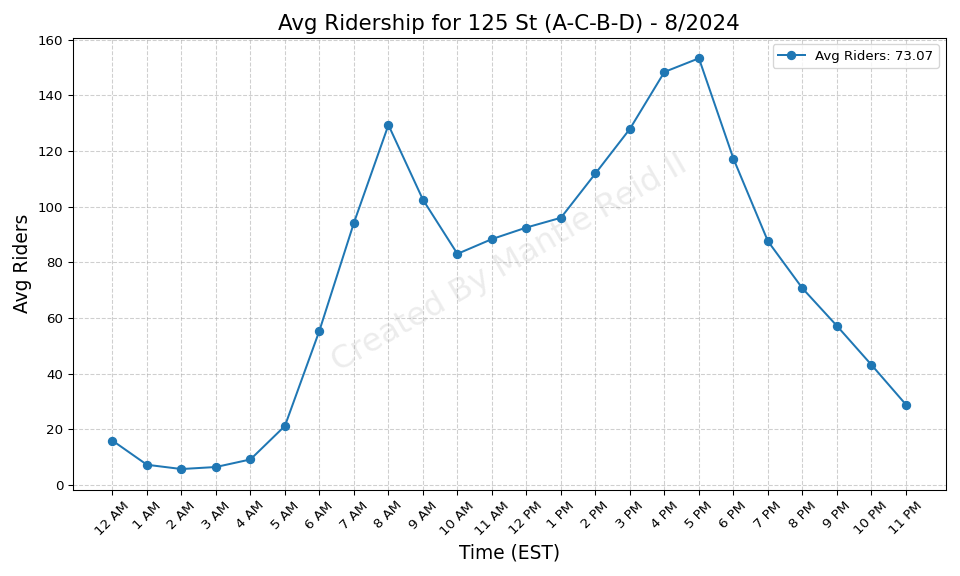 Avg Ridership for 125 St (A-C-B-D) - 8/2024
160
Avg Riders: 73.07
140
120
100
80
60
40
20
0
Avg Riders
Created By Mantle Reid II
12 AM
1 AM
2 AM
3 AM
4 AM
5 AM
6 AM
7 AM
8 AM
9 AM
10 AM
11 AM
12 PM
1 PM
2 PM
3 PM
4 PM
5 PM
6 PM
7 PM
8 PM
9 PM
10 PM
11 PM
Time (EST)